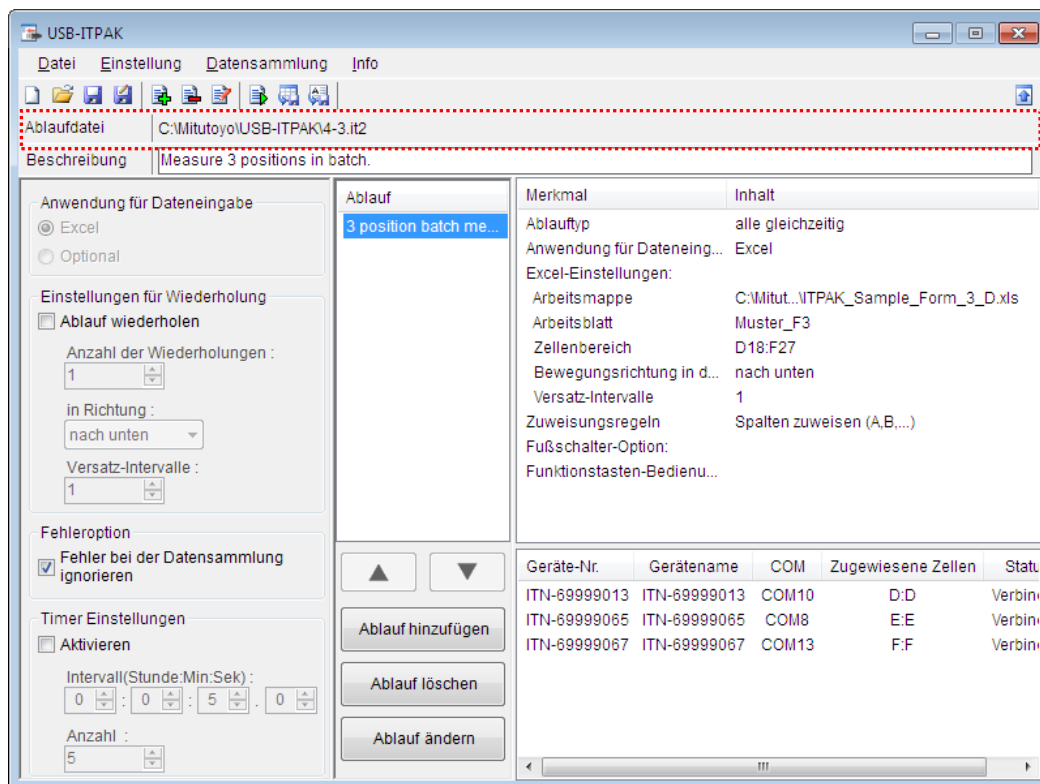 USB-ITPAK
Datei Einstellung Datensammlung Info
Ablaufdatei C:\Mitutoyo\USB-ITPAK\4-3.it2
Beschreibung Measure 3 positions in batch.
Anwendung für Dateneingabe
Excel
Optional
Einstellungen für Wiederholung
Ablauf wiederholen
Anzahl der Wiederholungen :
1
in Richtung :
nach unten
Versatz-Intervalle :
1
Fehleroption
Fehler bei der Datensammlung
ignorieren
Timer Einstellungen
Aktivieren
Intervall(Stunde:Min:Sek) :
0 : 0 : 5 . 0
Anzahl :
5
Ablauf
3 position batch me...
Ablauf hinzufügen
Ablauf löschen
Ablauf ändern
Merkmal Inhalt
Ablauftyp alle gleichzeitig
Anwendung für Dateneing... Excel
Excel-Einstellungen:
Arbeitsmappe C:\Mitut...\ITPAK_Sample_Form_3_D.xls
Arbeitsblatt Muster_F3
Zellenbereich D18:F27
Bewegungsrichtung in d... nach unten
Versatz-Intervalle 1
Zuweisungsregeln Spalten zuweisen (A,B,...)
Fußschalter-Option:
Funktionstasten-Bedienu...
Geräte-Nr. Gerätename COM Zugewiesene Zellen Statu
ITN-69999013 ITN-69999013 COM10 D:D Verbin
ITN-69999065 ITN-69999065 COM8 E:E Verbin
ITN-69999067 ITN-69999067 COM13 F:F Verbin